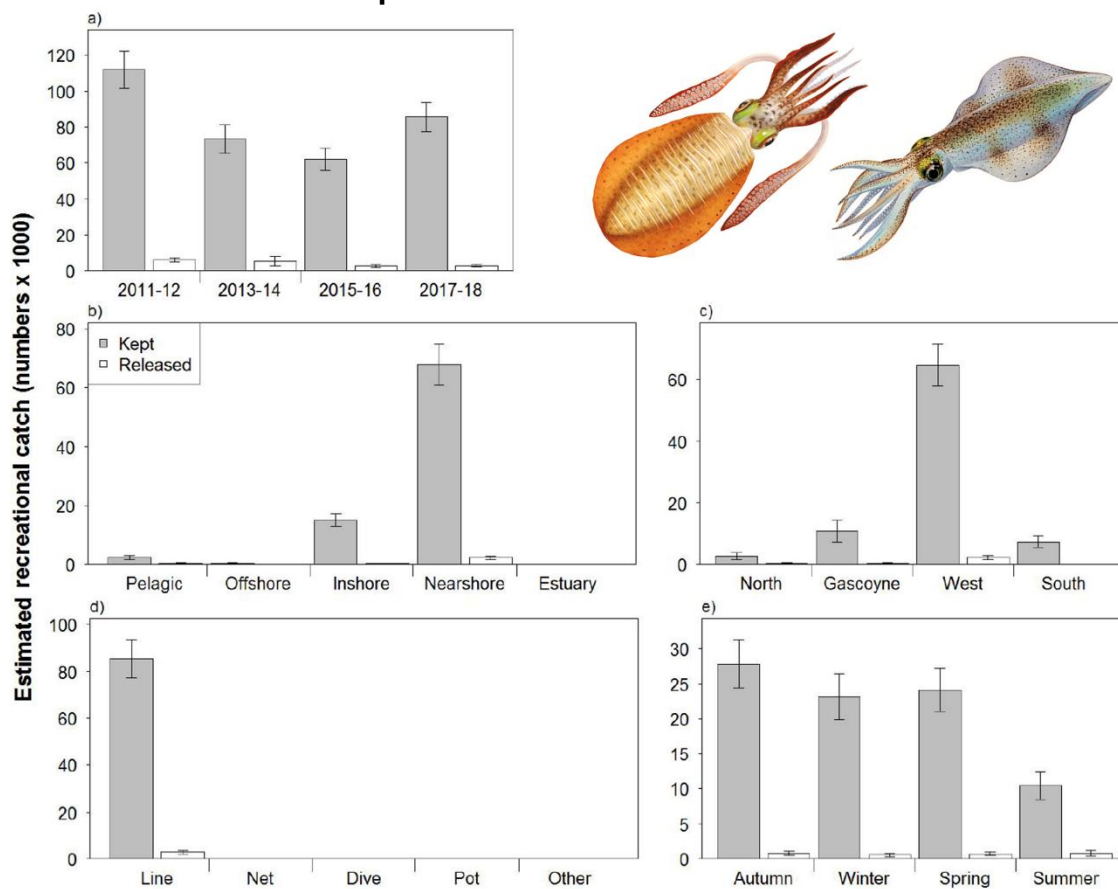 a)
Estimated recreational catch (numbers x 1000)
120
100
80
60
40
20
0
2011-12 2013-14 2015-16 2017-18
b)
Kept
Released
80
60
40
20
0
Pelagic Offshore Inshore Nearshore Estuary
c)
60
40
20
0
North Gascoyne West South
d)
100
80
60
40
20
0
Line Net Dive Pot Other
e)
30
25
20
15
10
5
0
Autumn Winter Spring Summer